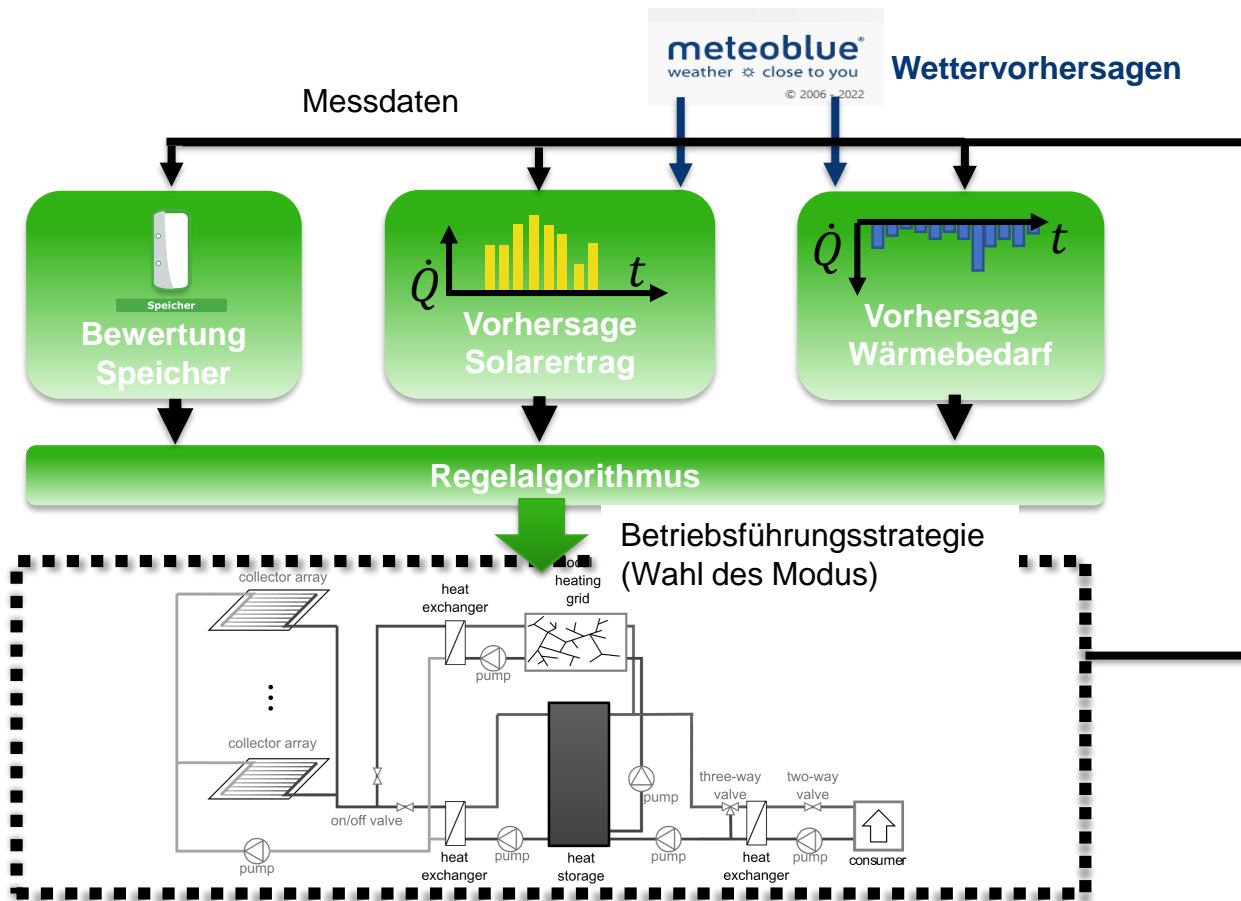 meteoblue®
weather ☼ close to you
© 2006 - 2022
Wettervorhersagen
Messdaten
Speicher
Bewertung
Speicher
Q̇
t
Vorhersage
Solarertrag
Q̇
t
Vorhersage
Wärmebedarf
Regelalgorithmus
Betriebsführungsstrategie
(Wahl des Modus)
collector array
heat
exchanger
heating
grid
pump
collector array
on/off valve
pump
heat
exchanger
pump
heat
storage
pump
pump
three-way
valve
two-way
valve
heat
exchanger
pump
consumer